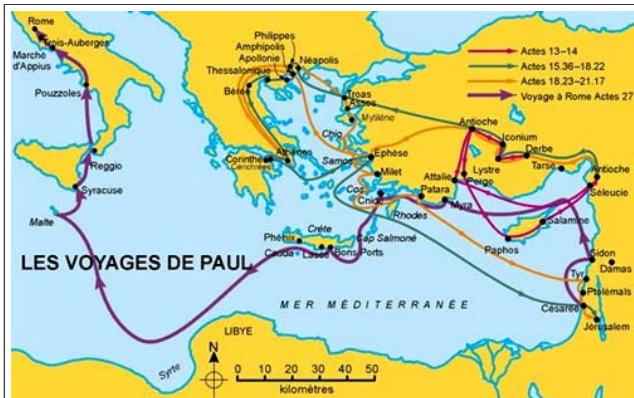 Rome
Trois-Auberges
Marché
d'Appius
Pouzzoles
Reggio
Syracuse
Malte
Philippes
Amphipolis
Apollonie
Néapolis
Thessalonique
Bérée
Troas
Assos
Mytilène
Chio
Athènes
Corinthe
Cenchrées
Samos
Ephèse
Milet
Cos
Cnide
Rhodes
Patara
Myra
Crète
Cap Salmoné
Phénix
Cauda
Lasée
Bons Ports
Antioche
Iconium
Derbe
Lystre
Attalie
Perge
Tarse
Antioche
Séleucie
Salamine
Paphos
Sidon
Damas
Tyr
Ptolémaïs
Césarée
Jérusalem
Actes 13–14
Actes 15.36–18.22
Actes 18.23–21.17
Voyage à Rome Actes 27
LES VOYAGES DE PAUL
MER MÉDITERRANÉE
LIBYE
Syrte
N
0 10 20 30 40 50
kilomètres